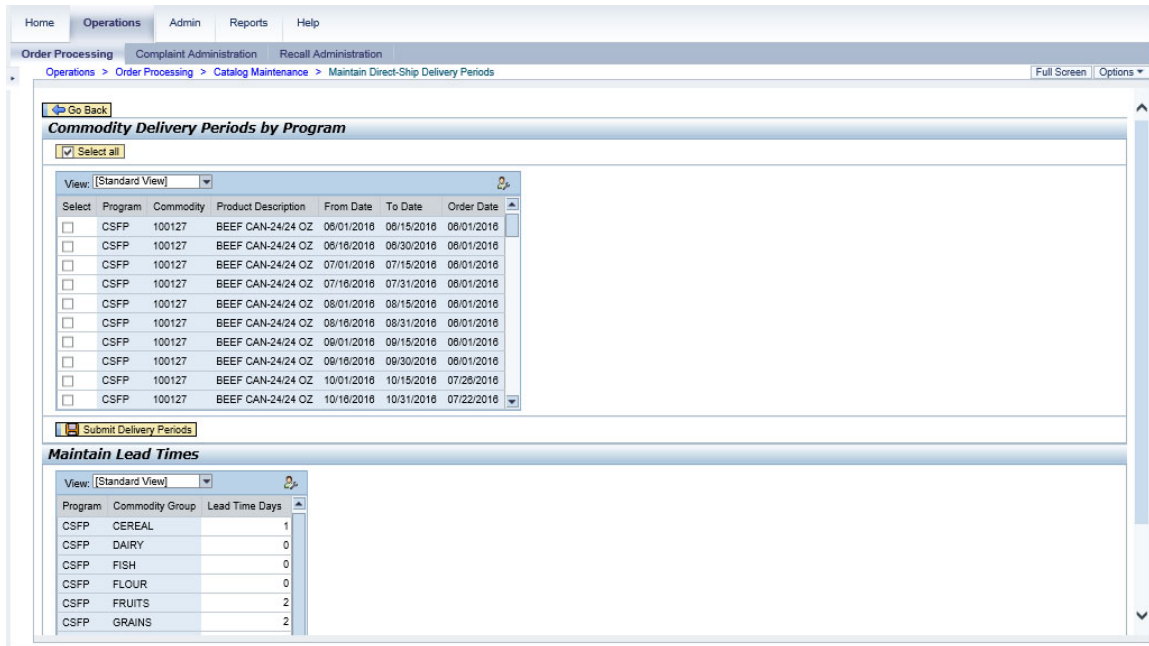 Home Operations Admin Reports Help
Order Processing Complaint Administration Recall Administration
Operations > Order Processing > Catalog Maintenance > Maintain Direct-Ship Delivery Periods Full Screen Options
Go Back
Commodity Delivery Periods by Program
Select all
View: [Standard View]
Select Program Commodity Product Description From Date To Date Order Date
CSFP 100127 BEEF CAN-24/24 OZ 06/01/2016 06/15/2016 06/01/2016
CSFP 100127 BEEF CAN-24/24 OZ 06/16/2016 06/30/2016 06/01/2016
CSFP 100127 BEEF CAN-24/24 OZ 07/01/2016 07/15/2016 06/01/2016
CSFP 100127 BEEF CAN-24/24 OZ 07/16/2016 07/31/2016 06/01/2016
CSFP 100127 BEEF CAN-24/24 OZ 08/01/2016 08/15/2016 06/01/2016
CSFP 100127 BEEF CAN-24/24 OZ 08/16/2016 08/31/2016 06/01/2016
CSFP 100127 BEEF CAN-24/24 OZ 09/01/2016 09/15/2016 06/01/2016
CSFP 100127 BEEF CAN-24/24 OZ 09/16/2016 09/30/2016 06/01/2016
CSFP 100127 BEEF CAN-24/24 OZ 10/01/2016 10/15/2016 07/26/2016
CSFP 100127 BEEF CAN-24/24 OZ 10/16/2016 10/31/2016 07/22/2016
Submit Delivery Periods
Maintain Lead Times
View: [Standard View]
Program Commodity Group Lead Time Days
CSFP CEREAL 1
CSFP DAIRY 0
CSFP FISH 0
CSFP FLOUR 0
CSFP FRUITS 2
CSFP GRAINS 2